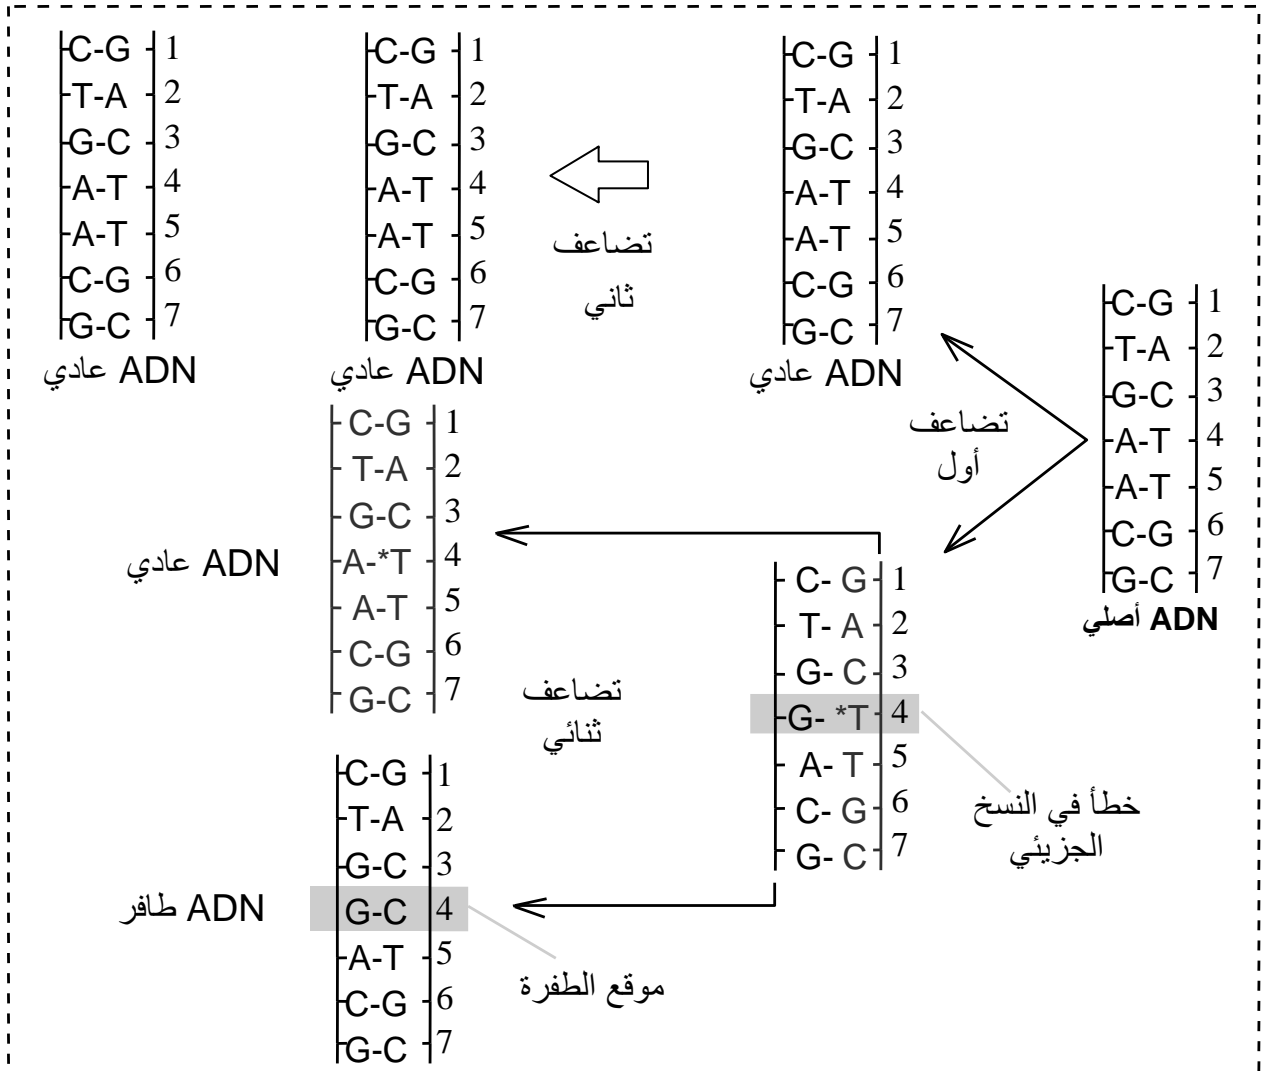 C-G 1
T-A 2
G-C 3
A-T 4
A-T 5
C-G 6
G-C 7
ADN أصلي
تضاعف
أول
C-G 1
T-A 2
G-C 3
A-T 4
A-T 5
C-G 6
G-C 7
ADN عادي
C- G 1
T- A 2
G- C 3
G- *T 4
A- T 5
C- G 6
G- C 7
خطأ في النسخ
الجزيئي
تضاعف
ثاني
C-G 1
T-A 2
G-C 3
A-T 4
A-T 5
C-G 6
G-C 7
ADN عادي
C-G 1
T-A 2
G-C 3
A-T 4
A-T 5
C-G 6
G-C 7
ADN عادي
تضاعف
ثنائي
C-G 1
T-A 2
G-C 3
A-*T 4
A-T 5
C-G 6
G-C 7
ADN عادي
C-G 1
T-A 2
G-C 3
G-C 4
A-T 5
C-G 6
G-C 7
ADN طافر
موقع الطفرة